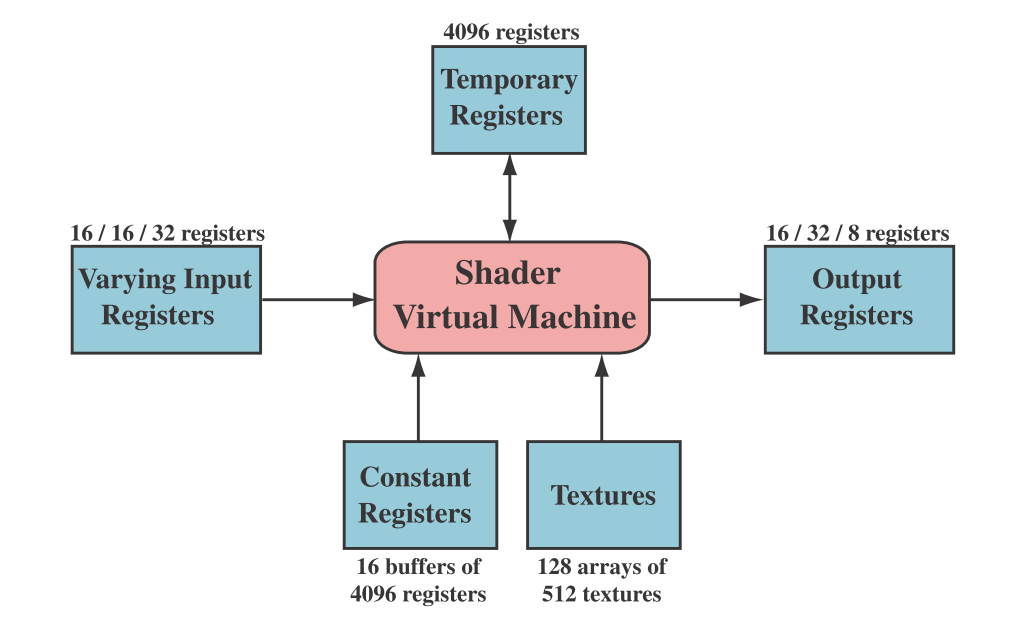 4096 registers
Temporary
Registers
16 / 16 / 32 registers
Varying Input
Registers
Shader
Virtual Machine
16 / 32 / 8 registers
Output
Registers
Constant
Registers
16 buffers of
4096 registers
Textures
128 arrays of
512 textures